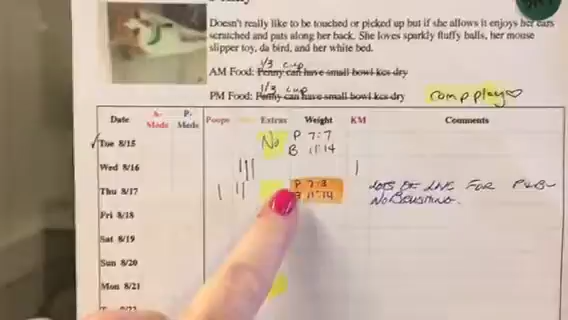 Doesn't really like to be touched or picked up but if she allows it enjoys her ears
scratched and pats along her back. She loves sparkly fluffy balls, her mouse
slipper toy, da bird, and her white bed.
1/3 cup
AM Food: Penny can have small bowl kcs dry
1/3 cup
PM Food: Penny can have small bowl kcs dry
romp play
Date A-Meds P-Meds Poops Extras Weight KM Comments
Tue 8/15 No P 7:7
B 11:14
Wed 8/16
Thu 8/17 P 7:8 LOTS OF LOVE FOR
11:14 NO
Fri 8/18
Sat 8/19
Sun 8/20
Mon 8/21